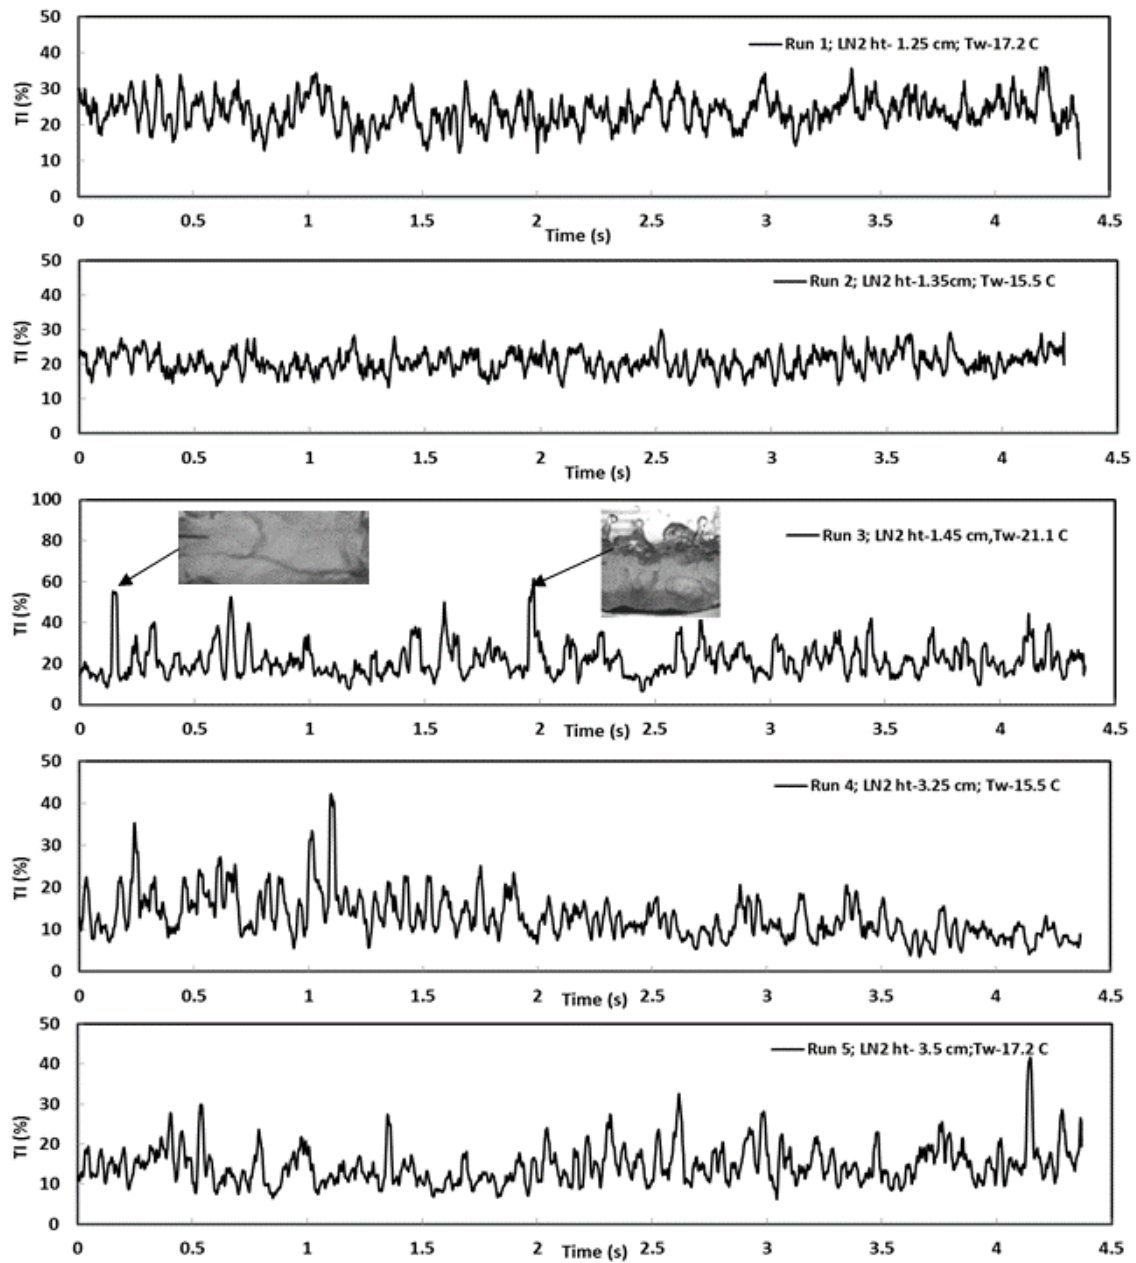 50
40
30
20
10
0
TI (%)
Run 1; LN2 ht- 1.25 cm; Tw-17.2 C
0 0.5 1 1.5 2 2.5 3 3.5 4 4.5
Time (s)
50
40
30
20
10
0
TI (%)
Run 2; LN2 ht-1.35cm; Tw-15.5 C
0 0.5 1 1.5 2 2.5 3 3.5 4 4.5
Time (s)
100
80
60
40
20
0
TI (%)
Run 3; LN2 ht-1.45 cm,Tw-21.1 C
0 0.5 1 1.5 2 Time (s) 2.5 3 3.5 4 4.5
50
40
30
20
10
0
TI (%)
Run 4; LN2 ht-3.25 cm; Tw-15.5 C
0 0.5 1 1.5 2 Time (s) 2.5 3 3.5 4 4.5
50
40
30
20
10
0
TI (%)
Run 5; LN2 ht- 3.5 cm;Tw-17.2 C
0 0.5 1 1.5 2 Time (s) 2.5 3 3.5 4 4.5